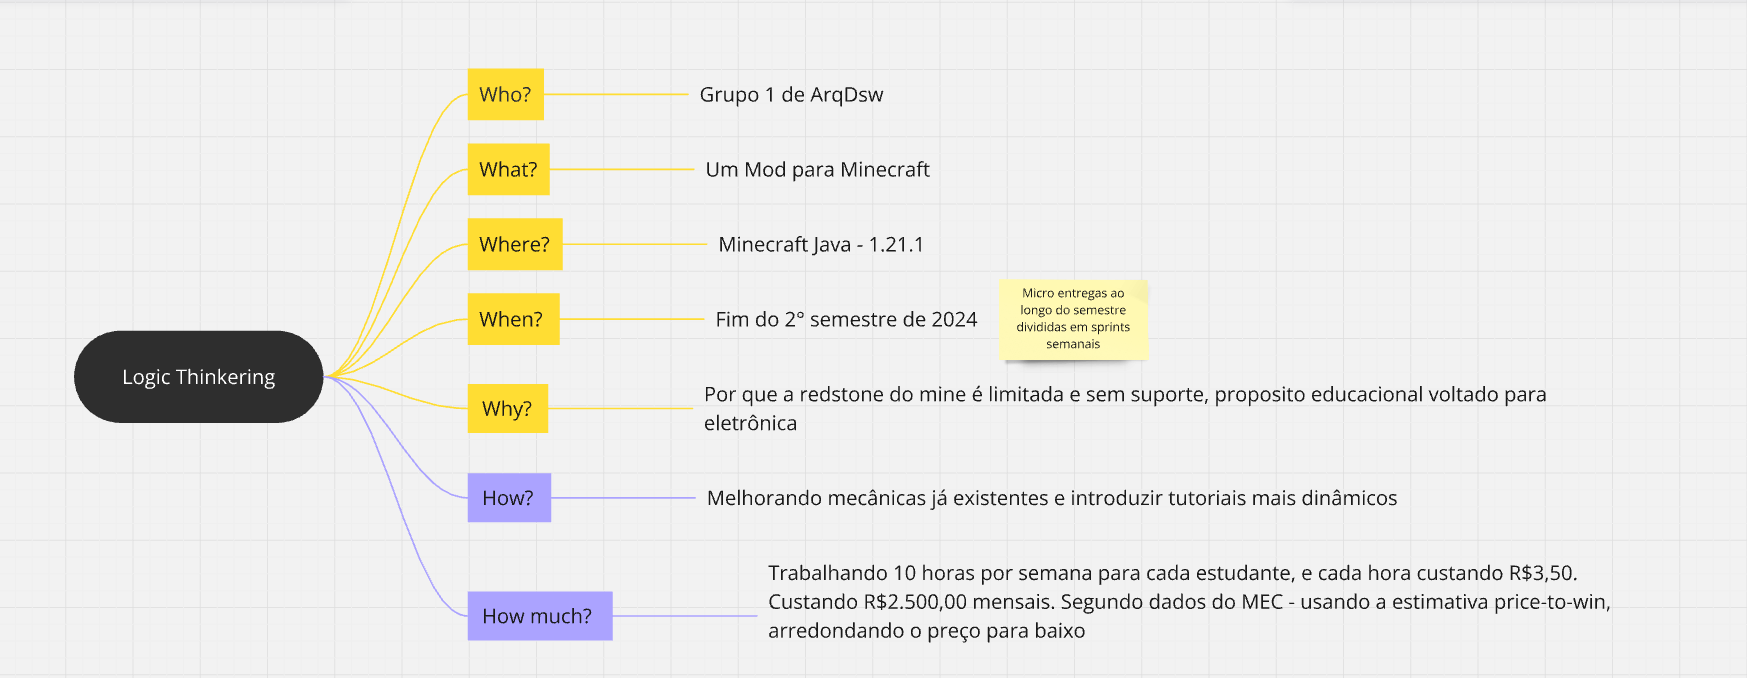 Logic Thinkering
Who?
Grupo 1 de ArqDsw
What?
Um Mod para Minecraft
Where?
Minecraft Java - 1.21.1
When?
Fim do 2° semestre de 2024
Micro entregas ao
longo do semestre
divididas em sprints
semanais
Why?
Por que a redstone do mine é limitada e sem suporte, proposito educacional voltado para
eletrônica
How?
Melhorando mecânicas já existentes e introduzir tutoriais mais dinâmicos
How much?
Trabalhando 10 horas por semana para cada estudante, e cada hora custando R$3,50.
Custando R$2.500,00 mensais. Segundo dados do MEC - usando a estimativa price-to-win,
arredondando o preço para baixo